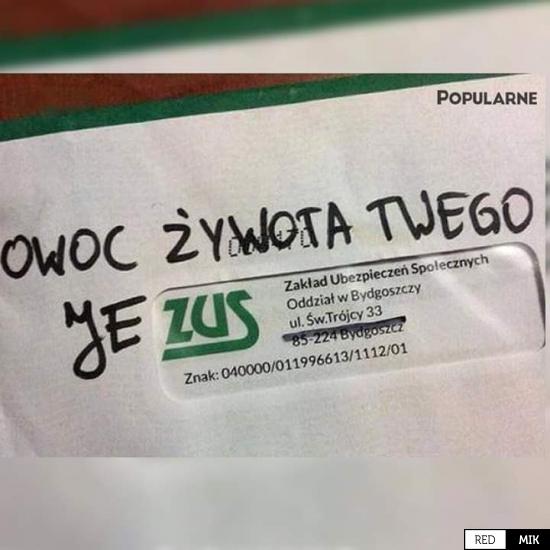 POPULARNE
OWOC ŻYWOTA TWEGO
JE ZUS
Zakład Ubezpieczeń Społecznych
Oddział w Bydgoszczy
ul. Św.Trójcy 33
85-224 Bydgoszcz
Znak: 040000/011996613/1112/01
RED MIK